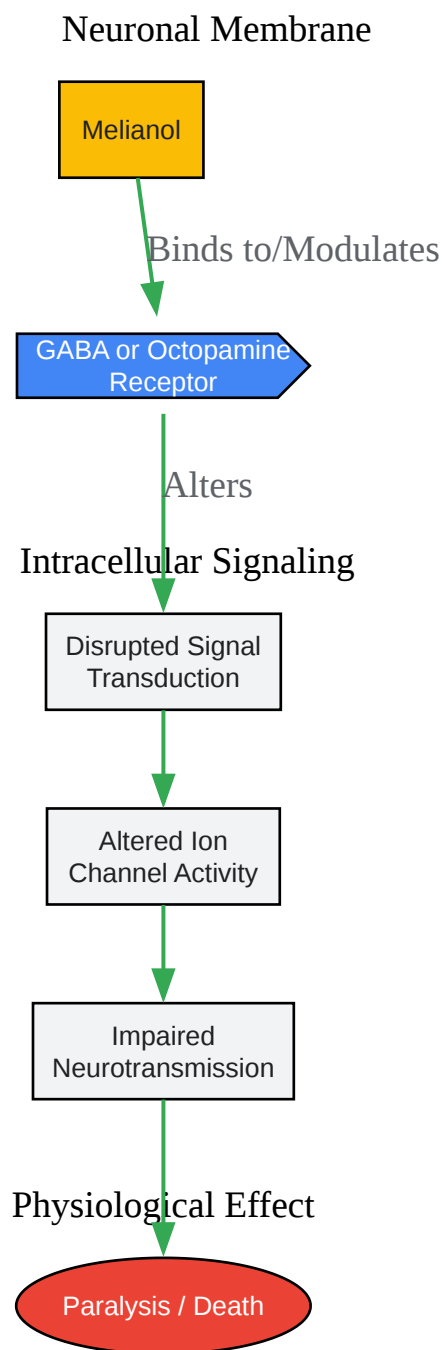 Neuronal Membrane
Melianol
Binds to/Modulates
GABA or Octopamine
Receptor
Alters
Intracellular Signaling
Disrupted Signal
Transduction
Altered Ion
Channel Activity
Impaired
Neurotransmission
Physiological Effect
Paralysis / Death